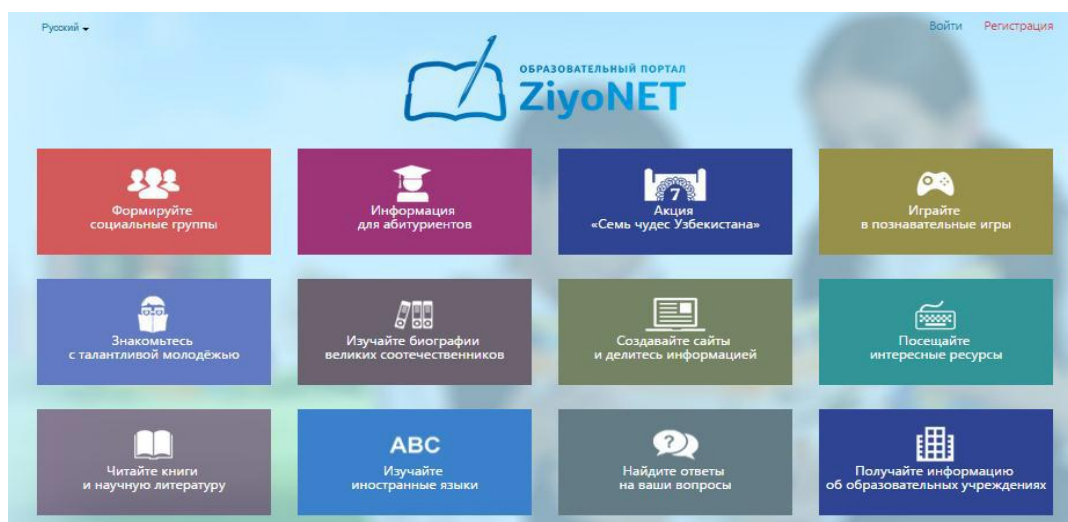 Русский
Войти
Регистрация
ОБРАЗОВАТЕЛЬНЫЙ ПОРТАЛ
ZiyoNET
Формируйте
социальные группы
Информация
для абитуриентов
7
Акция
«Семь чудес Узбекистана»
Играйте
в познавательные игры
Знакомьтесь
с талантливой молодёжью
Изучайте биографии
великих соотечественников
Создавайте сайты
и делитесь информацией
Посещайте
интересные ресурсы
Читайте книги
и научную литературу
ABC
Изучайте
иностранные языки
?
Найдите ответы
на ваши вопросы
Получайте информацию
об образовательных учреждениях